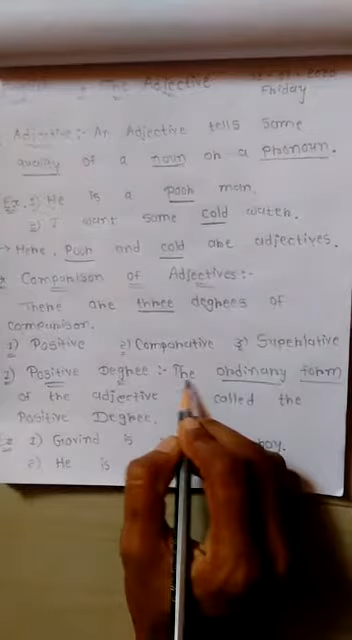 The Adjective
Friday
Adjective:- An Adjective tells some
quality of a noun or a pronoun.
Ex. 1) He is a poor man.
2) I want some cold water.
→ Here, Poor and cold are adjectives.
Comparison of Adjectives:-
There are three degrees of
comparison.
1) Positive 2) Comparative 3) Superlative
1) Positive Degree :- The ordinary form
of the adjective called the
Positive Degree.
Ex 1) Govind is boy.
2) He is